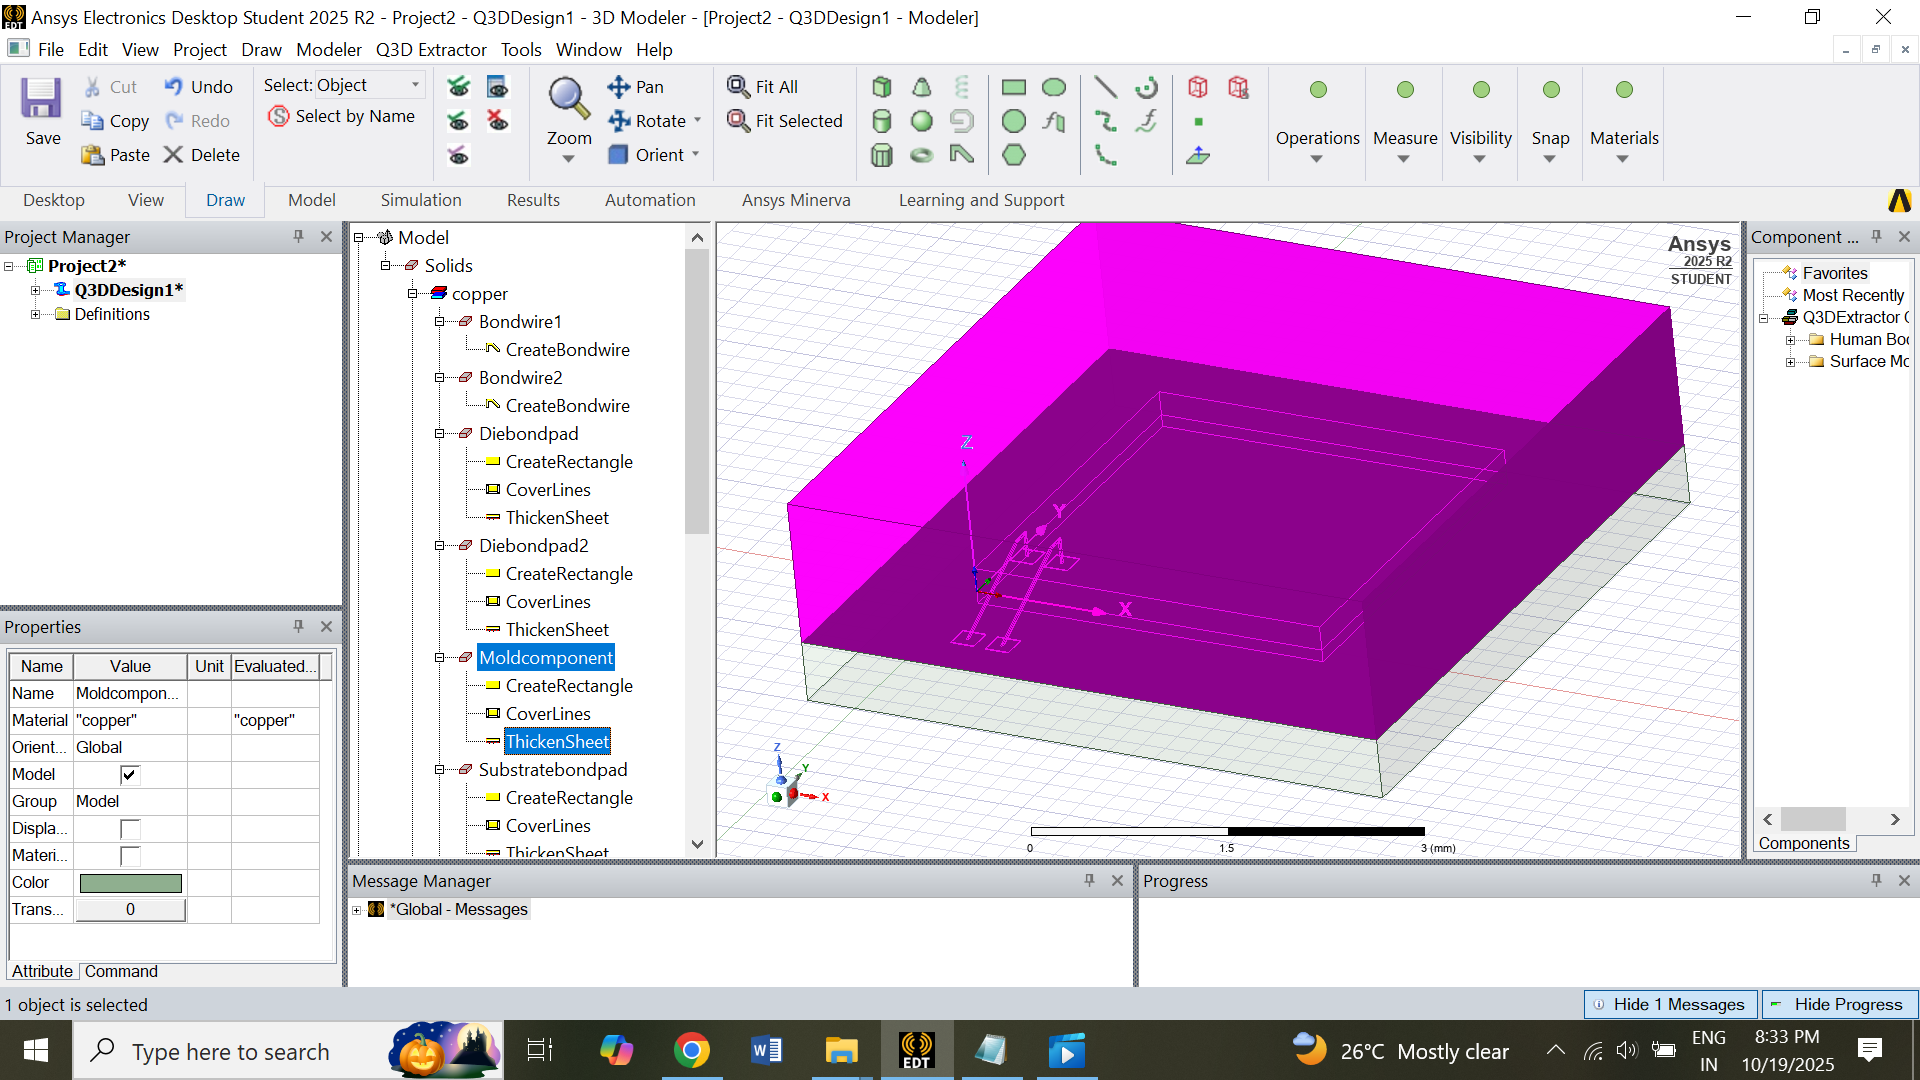 Ansys Electronics Desktop Student 2025 R2 - Project2 - Q3DDesign1 - 3D Modeler - [Project2 - Q3DDesign1 - Modeler]
File Edit View Project Draw Modeler Q3D Extractor Tools Window Help
Save
Cut
Copy
Paste
Undo
Redo
Delete
Select: Object
Select by Name
Zoom
Pan
Rotate
Orient
Fit All
Fit Selected
Operations
Measure
Visibility
Snap
Materials
Desktop View Draw Model Simulation Results Automation Ansys Minerva Learning and Support
Project Manager
Project2*
Q3DDesign1*
Definitions
Properties
Name Value Unit Evaluated...
Name Moldcompon...
Material "copper" "copper"
Orient... Global
Model
Group Model
Displa...
Materi...
Color
Trans... 0
Attribute Command
Model
Solids
copper
Bondwire1
CreateBondwire
Bondwire2
CreateBondwire
Diebondpad
CreateRectangle
CoverLines
ThickenSheet
Diebondpad2
CreateRectangle
CoverLines
ThickenSheet
Moldcomponent
CreateRectangle
CoverLines
ThickenSheet
Substratebondpad
CreateRectangle
CoverLines
ThickenSheet
Ansys
2025 R2
STUDENT
Z
Y
X
Z
Y
X
0 1.5 3 (mm)
Component ...
Favorites
Most Recently
Q3DExtractor
Human Bo
Surface Mo
Components
Message Manager
*Global - Messages
Progress
1 object is selected
Hide 1 Messages
Hide Progress
Type here to search
EDT
26°C Mostly clear
ENG
IN
8:33 PM
10/19/2025